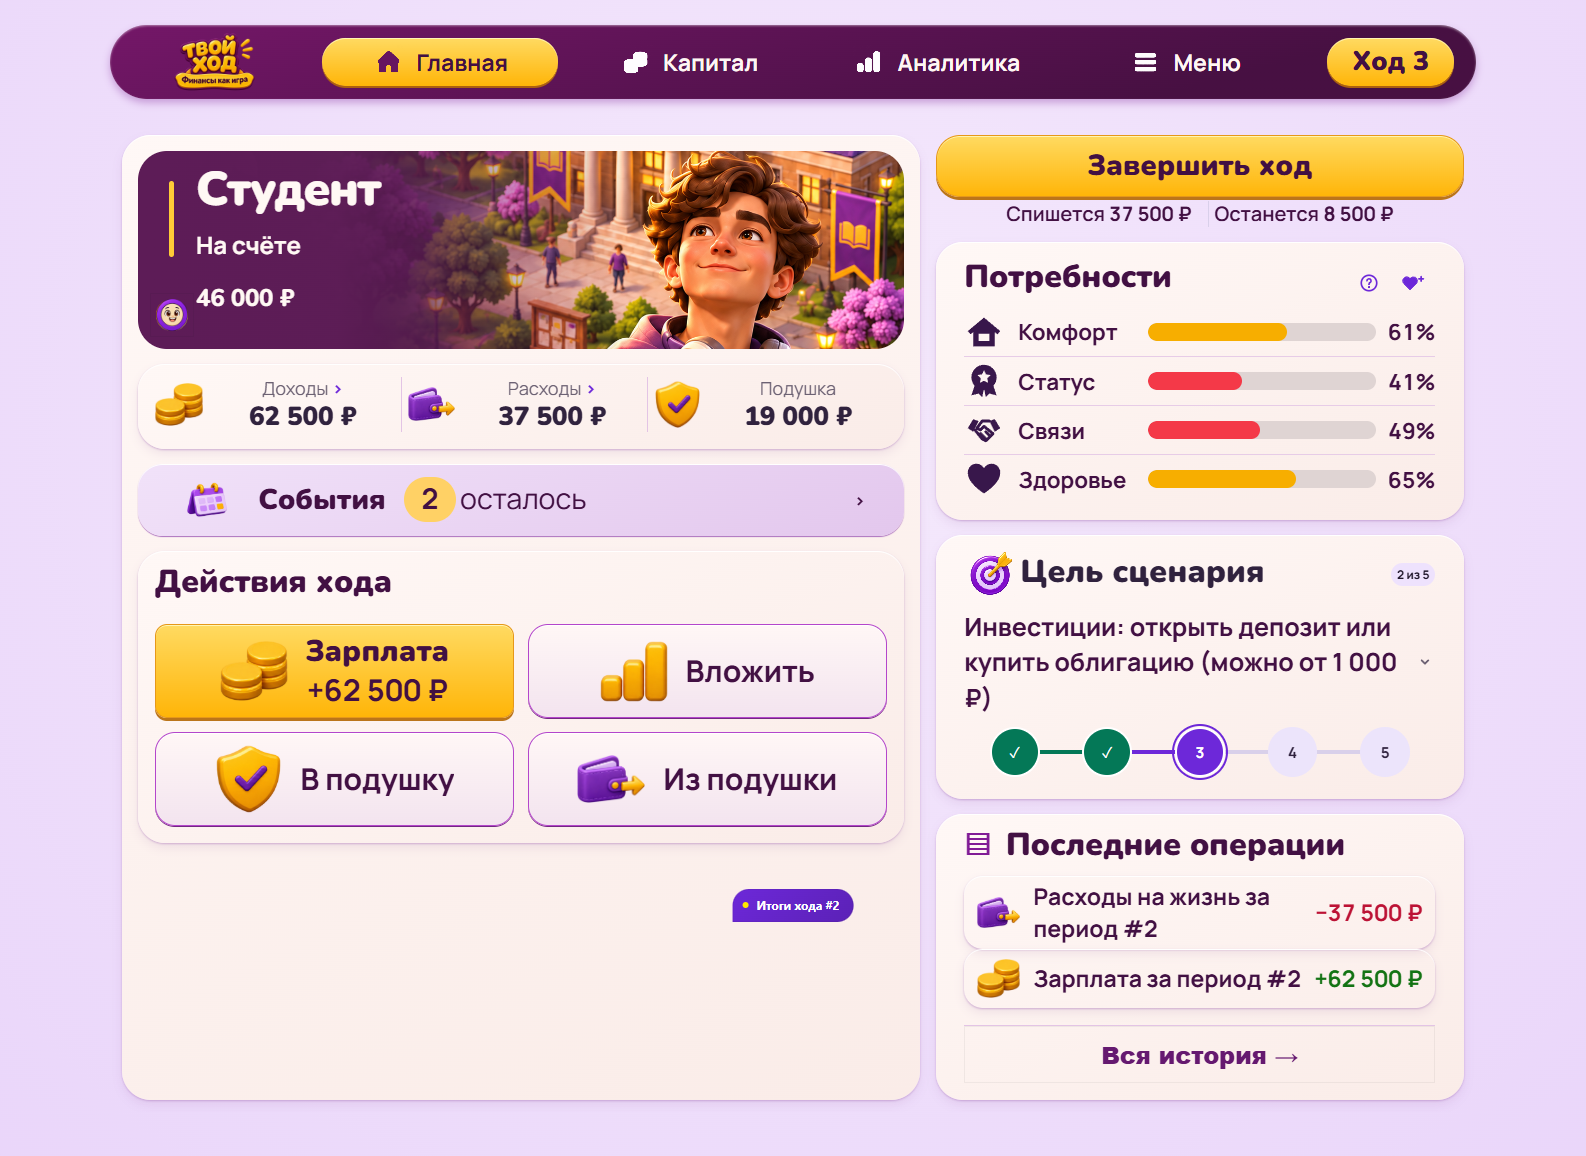 ТВОЙ
ХОД
Финансы как игра
Главная
Капитал
Аналитика
Меню
Ход 3
Студент
На счёте
46 000 ₽
Доходы ›
62 500 ₽
Расходы ›
37 500 ₽
Подушка
19 000 ₽
События 2 осталось ›
Действия хода
Зарплата
+62 500 ₽
Вложить
В подушку
Из подушки
Итоги хода #2
Завершить ход
Спишется 37 500 ₽ Останется 8 500 ₽
Потребности
Комфорт 61%
Статус 41%
Связи 49%
Здоровье 65%
Цель сценария 2 из 5
Инвестиции: открыть депозит или
купить облигацию (можно от 1 000
₽)
✓ ✓ 3 4 5
Последние операции
Расходы на жизнь за
период #2
−37 500 ₽
Зарплата за период #2 +62 500 ₽
Вся история →